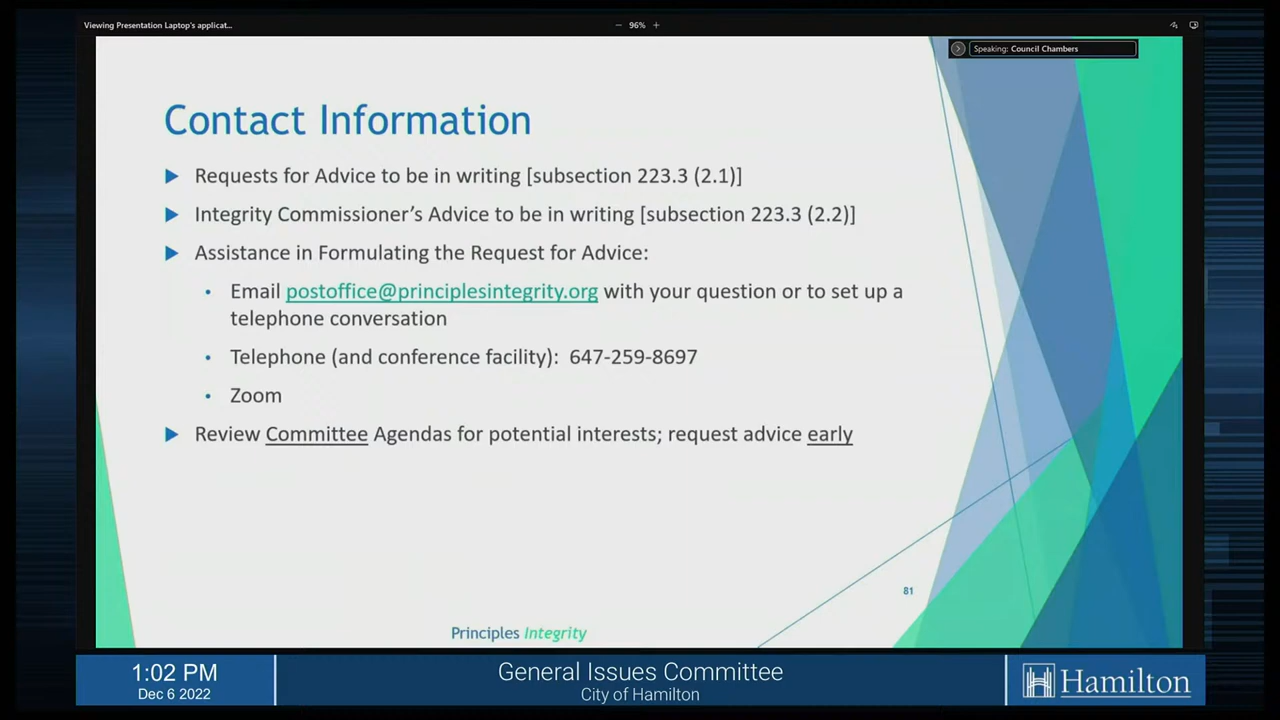 Viewing Presentation Laptop's applicat...
96%
Speaking: Council Chambers
Contact Information
Requests for Advice to be in writing [subsection 223.3 (2.1)]
Integrity Commissioner's Advice to be in writing [subsection 223.3 (2.2)]
Assistance in Formulating the Request for Advice:
Email postoffice@principlesintegrity.org with your question or to set up a
telephone conversation
Telephone (and conference facility): 647-259-8697
Zoom
Review Committee Agendas for potential interests; request advice early
81
Principles Integrity
1:02 PM
Dec 6 2022
General Issues Committee
City of Hamilton
Hamilton